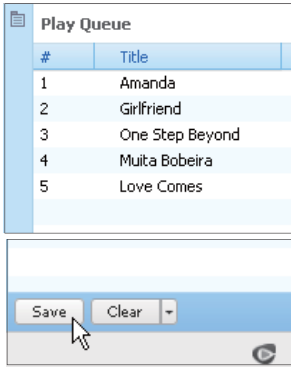 Play Queue
# Title
1 Amanda
2 Girlfriend
3 One Step Beyond
4 Muita Bobeira
5 Love Comes
Save Clear